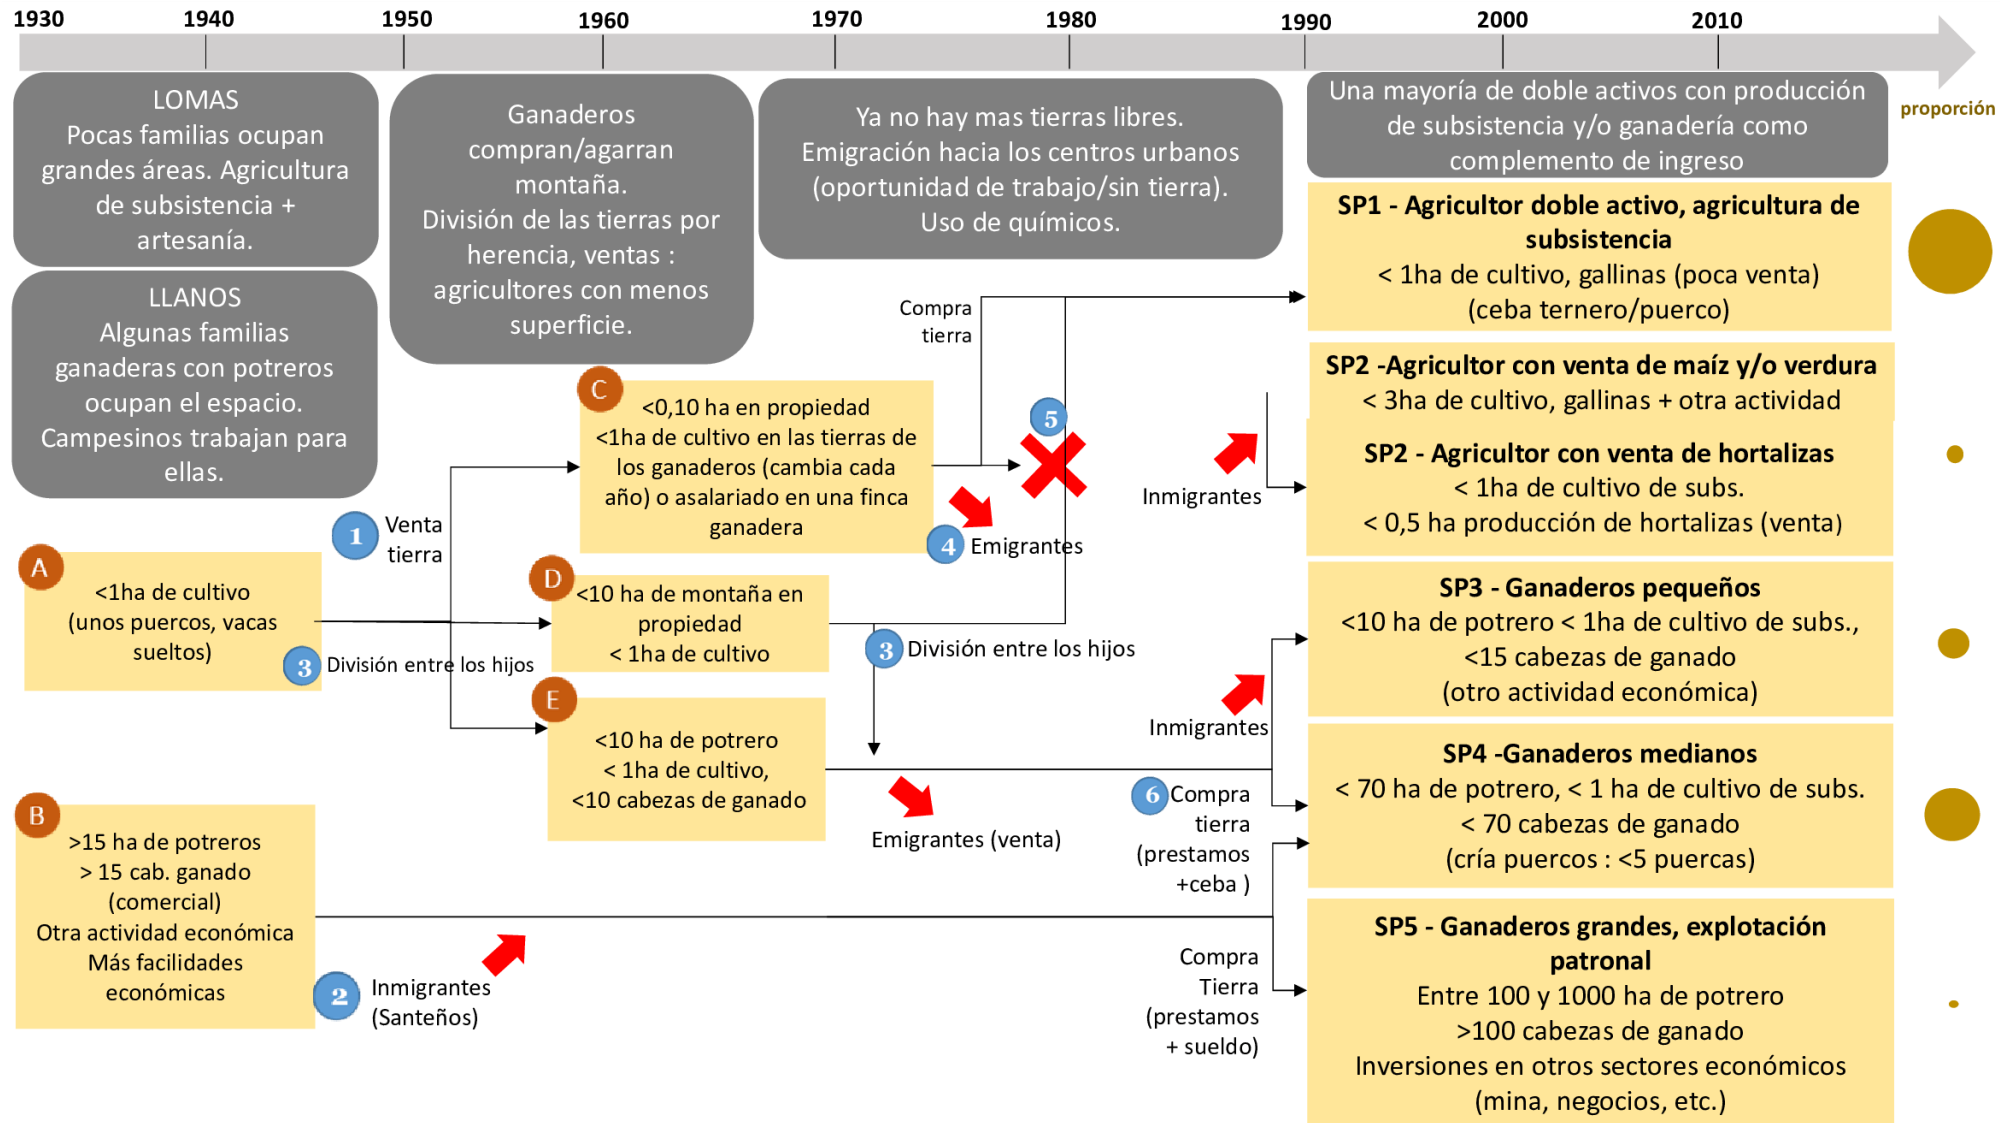 1930 1940 1950 1960 1970 1980 1990 2000 2010
proporción
LOMAS
Pocas familias ocupan
grandes áreas. Agricultura
de subsistencia +
artesanía.
LLANOS
Algunas familias
ganaderas con potreros
ocupan el espacio.
Campesinos trabajan para
ellas.
Ganaderos
compran/agarran
montaña.
División de las tierras por
herencia, ventas :
agricultores con menos
superficie.
Ya no hay mas tierras libres.
Emigración hacia los centros urbanos
(oportunidad de trabajo/sin tierra).
Uso de químicos.
Una mayoría de doble activos con producción
de subsistencia y/o ganadería como
complemento de ingreso
A
<1ha de cultivo
(unos puercos, vacas
sueltos)
3
División entre los hijos
1
Venta
tierra
B
>15 ha de potreros
> 15 cab. ganado
(comercial)
Otra actividad económica
Más facilidades
económicas
2
Inmigrantes
(Santeños)
C
<0,10 ha en propiedad
<1ha de cultivo en las tierras de
los ganaderos (cambia cada
año) o asalariado en una finca
ganadera
D
<10 ha de montaña en
propiedad
< 1ha de cultivo
E
<10 ha de potrero
< 1ha de cultivo,
<10 cabezas de ganado
Compra
tierra
5
4
Emigrantes
3
División entre los hijos
Emigrantes (venta)
Inmigrantes
Inmigrantes
6
Compra
tierra
(prestamos
+ceba )
Compra
Tierra
(prestamos
+ sueldo)
SP1 - Agricultor doble activo, agricultura de
subsistencia
< 1ha de cultivo, gallinas (poca venta)
(ceba ternero/puerco)
SP2 -Agricultor con venta de maíz y/o verdura
< 3ha de cultivo, gallinas + otra actividad
SP2 - Agricultor con venta de hortalizas
< 1ha de cultivo de subs.
< 0,5 ha producción de hortalizas (venta)
SP3 - Ganaderos pequeños
<10 ha de potrero < 1ha de cultivo de subs.,
<15 cabezas de ganado
(otro actividad económica)
SP4 -Ganaderos medianos
< 70 ha de potrero, < 1 ha de cultivo de subs.
< 70 cabezas de ganado
(cría puercos : <5 puercas)
SP5 - Ganaderos grandes, explotación
patronal
Entre 100 y 1000 ha de potrero
>100 cabezas de ganado
Inversiones en otros sectores económicos
(mina, negocios, etc.)